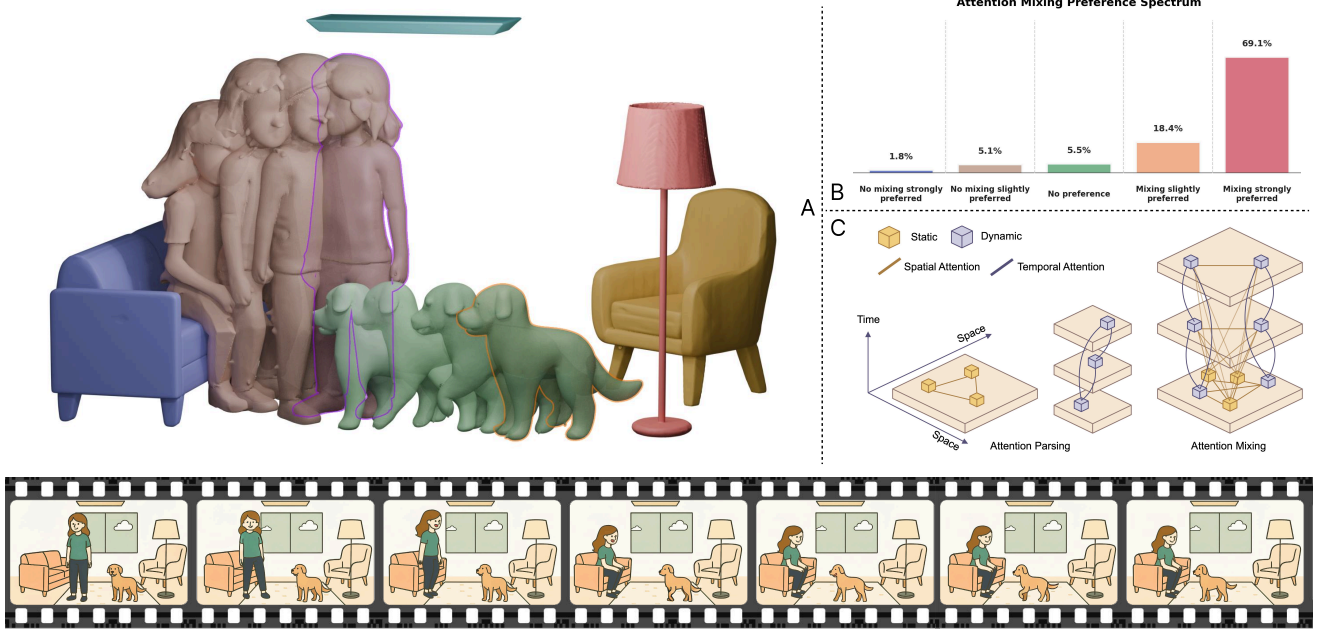 Attention Mixing Preference Spectrum
69.1%
18.4%
1.8%
5.1%
5.5%
No mixing strongly
preferred
No mixing slightly
preferred
No preference
Mixing slightly
preferred
Mixing strongly
preferred
A
B
C
Static
Dynamic
Spatial Attention
Temporal Attention
Time
Space
Space
Attention Parsing
Attention Mixing